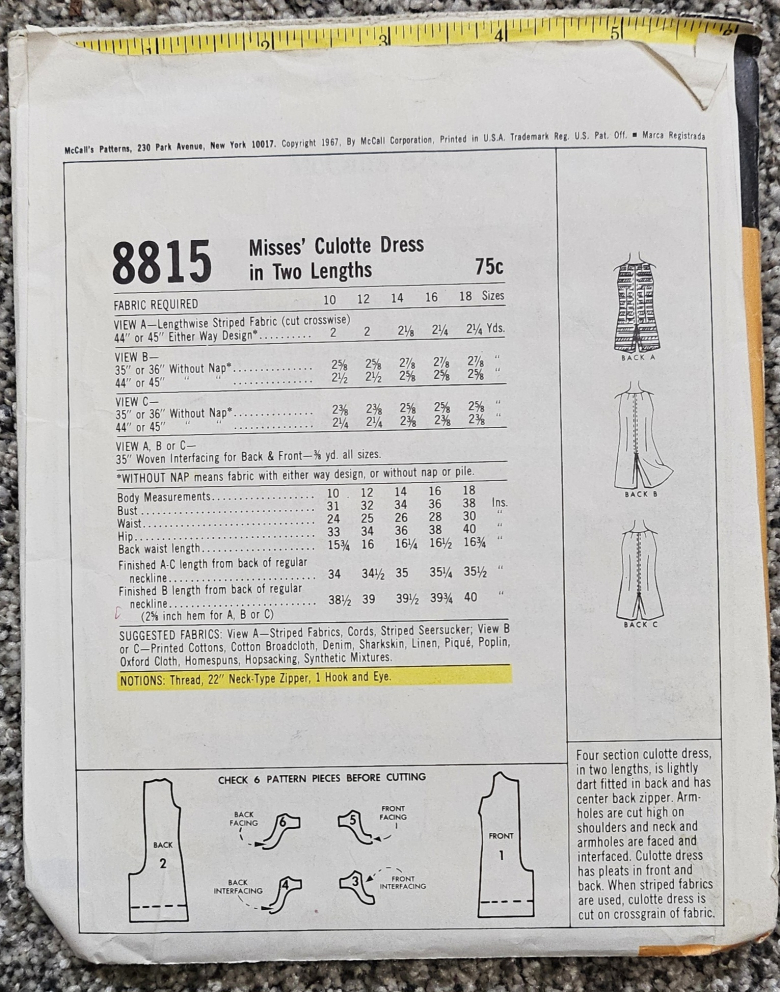 1 2 3 4 5 6
McCall's Patterns, 230 Park Avenue, New York 10017. Copyright 1967, By McCall Corporation, Printed in U.S.A. Trademark Reg. U.S. Pat. Off. ■ Marca Registrada
8815 Misses' Culotte Dress
in Two Lengths 75c
FABRIC REQUIRED 10 12 14 16 18 Sizes
VIEW A—Lengthwise Striped Fabric (cut crosswise)
44" or 45" Either Way Design*.......... 2 2 2⅛ 2¼ 2¼ Yds.
VIEW B—
35" or 36" Without Nap*............... 2⅝ 2⅝ 2⅞ 2⅞ 2⅞ "
44" or 45" " " ............... 2½ 2½ 2⅝ 2⅝ 2⅝ "
VIEW C—
35" or 36" Without Nap*............... 2⅜ 2⅜ 2⅝ 2⅝ 2⅝ "
44" or 45" " " ............... 2¼ 2¼ 2⅜ 2⅜ 2⅜ "
VIEW A, B or C—
35" Woven Interfacing for Back & Front—⅜ yd. all sizes.
*WITHOUT NAP means fabric with either way design, or without nap or pile.
Body Measurements.................... 10 12 14 16 18
Bust................................. 31 32 34 36 38 Ins.
Waist................................ 24 25 26 28 30 "
Hip.................................. 33 34 36 38 40 "
Back waist length.................... 15¾ 16 16¼ 16½ 16¾ "
Finished A-C length from back of regular
neckline......................... 34 34½ 35 35¼ 35½ "
Finished B length from back of regular
neckline......................... 38½ 39 39½ 39¾ 40 "
(2⅝ inch hem for A, B or C)
SUGGESTED FABRICS: View A—Striped Fabrics, Cords, Striped Seersucker; View B
or C—Printed Cottons, Cotton Broadcloth, Denim, Sharkskin, Linen, Piqué, Poplin,
Oxford Cloth, Homespuns, Hopsacking, Synthetic Mixtures.
NOTIONS: Thread, 22" Neck-Type Zipper, 1 Hook and Eye.
BACK A
BACK B
BACK C
CHECK 6 PATTERN PIECES BEFORE CUTTING
BACK
2
BACK
FACING
6
5
FRONT
FACING
BACK
INTERFACING
4
3
FRONT
INTERFACING
FRONT
1
Four section culotte dress,
in two lengths, is lightly
dart fitted in back and has
center back zipper. Arm-
holes are cut high on
shoulders and neck and
armholes are faced and
interfaced. Culotte dress
has pleats in front and
back. When striped fabrics
are used, culotte dress is
cut on crossgrain of fabric.